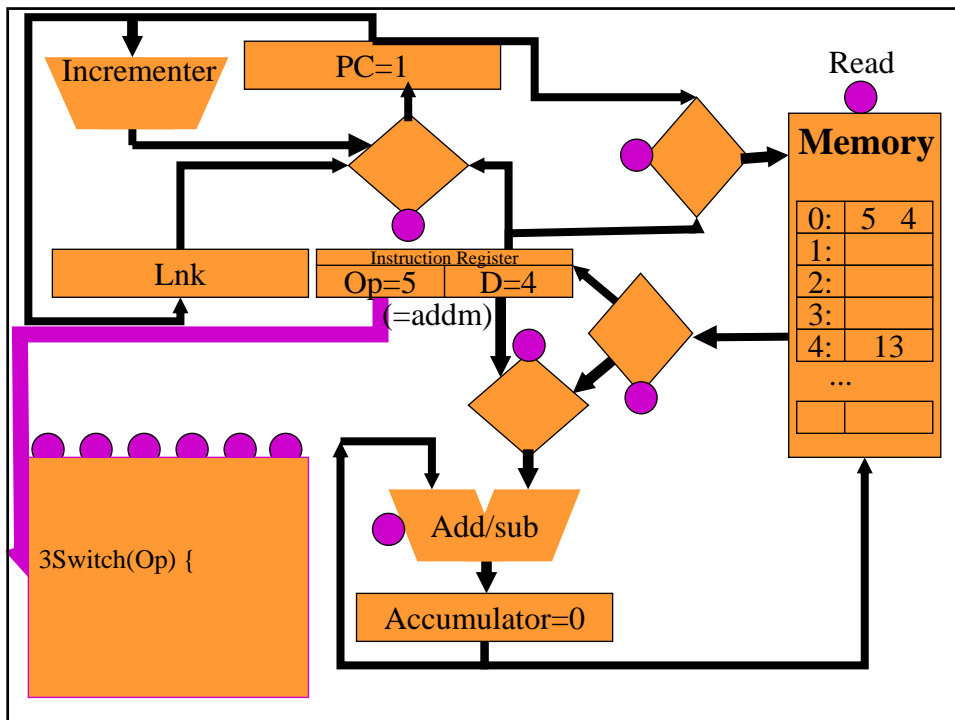 Incrementer
PC=1
Read
Memory
0: 5 4
1:
2:
3:
4: 13
...
Lnk
Instruction Register
Op=5 D=4
(=addm)
3Switch(Op) {
Add/sub
Accumulator=0